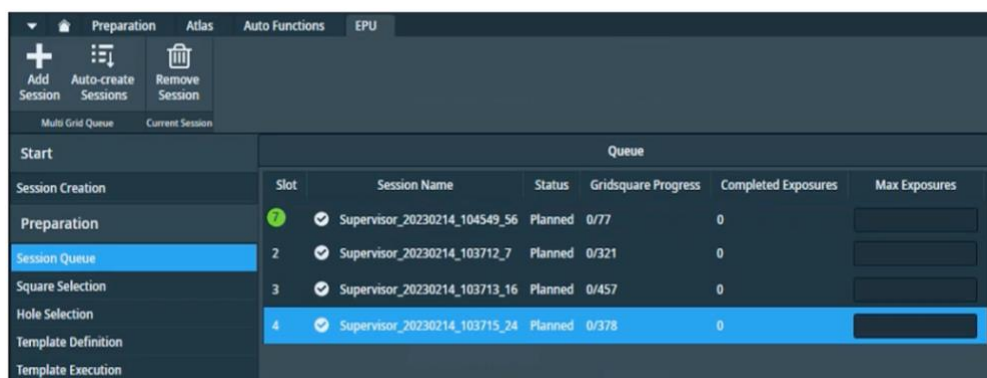 Preparation Atlas Auto Functions EPU
Add Session Auto-create Sessions Remove Session
Multi Grid Queue Current Session
Start
Queue
Session Creation
Slot Session Name Status Gridsquare Progress Completed Exposures Max Exposures
Preparation
7 Supervisor_20230214_104549_56 Planned 0/77 0
Session Queue
2 Supervisor_20230214_103712_7 Planned 0/321 0
Square Selection
3 Supervisor_20230214_103713_16 Planned 0/457 0
Hole Selection
4 Supervisor_20230214_103715_24 Planned 0/378 0
Template Definition
Template Execution